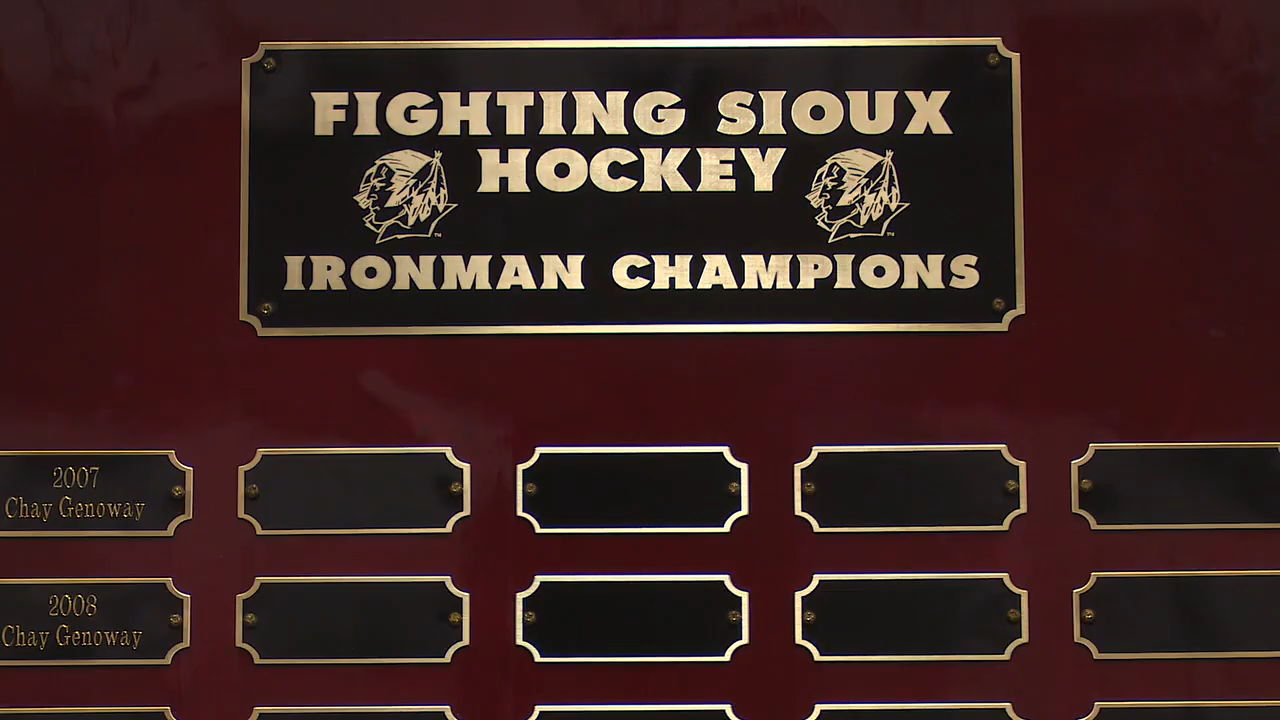 FIGHTING SIOUX
HOCKEY
IRONMAN CHAMPIONS
2007
Chay Genoway
2008
Chay Genoway